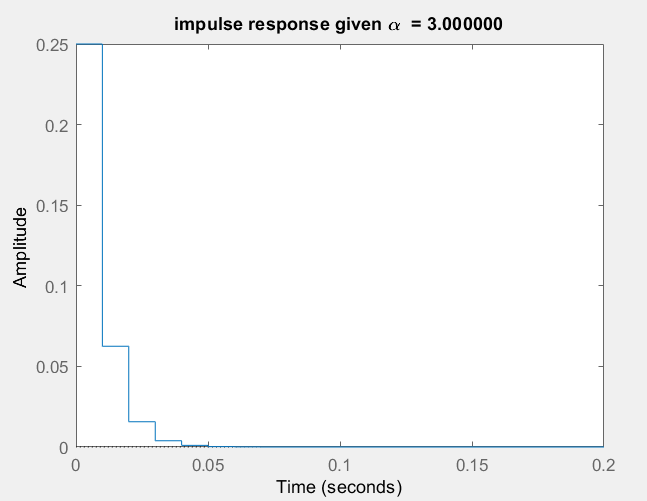 impulse response given α = 3.000000
0.25
0.2
0.15
0.1
0.05
0
Amplitude
0 0.05 0.1 0.15 0.2
Time (seconds)